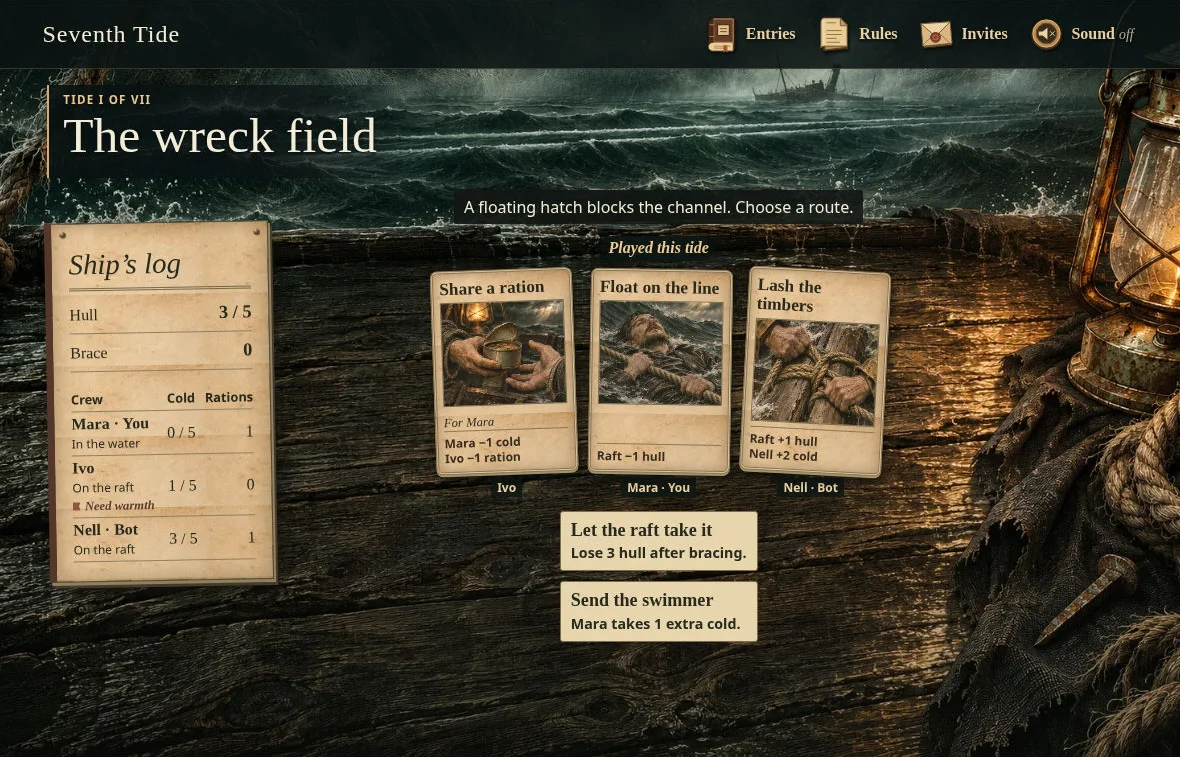 Seventh Tide
Entries
Rules
Invites
Sound off
TIDE I OF VII
The wreck field
A floating hatch blocks the channel. Choose a route.
Played this tide
Ship’s log
Hull 3 / 5
Brace 0
Crew Cold Rations
Mara · You 0 / 5 1
In the water
Ivo
On the raft 1 / 5 0
Need warmth
Nell · Bot 3 / 5 1
On the raft
Share a ration
For Mara
Mara −1 cold
Ivo −1 ration
Ivo
Float on the line
Raft −1 hull
Mara · You
Lash the
timbers
Raft +1 hull
Nell +2 cold
Nell · Bot
Let the raft take it
Lose 3 hull after bracing.
Send the swimmer
Mara takes 1 extra cold.